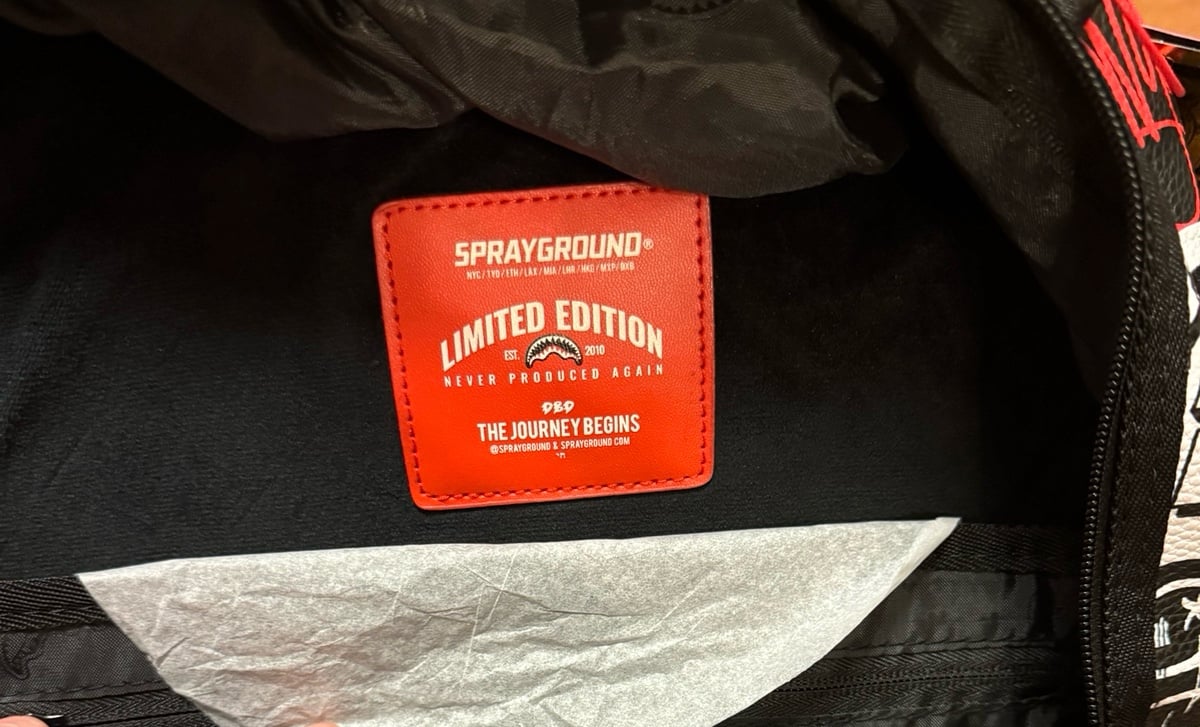 SPRAYGROUND®
NYC / TYO / ETH / LAX / MIA / LHR / HKG / MXP / DXB
LIMITED EDITION
EST. 2010
NEVER PRODUCED AGAIN
DBD
THE JOURNEY BEGINS
@SPRAYGROUND & SPRAYGROUND.COM